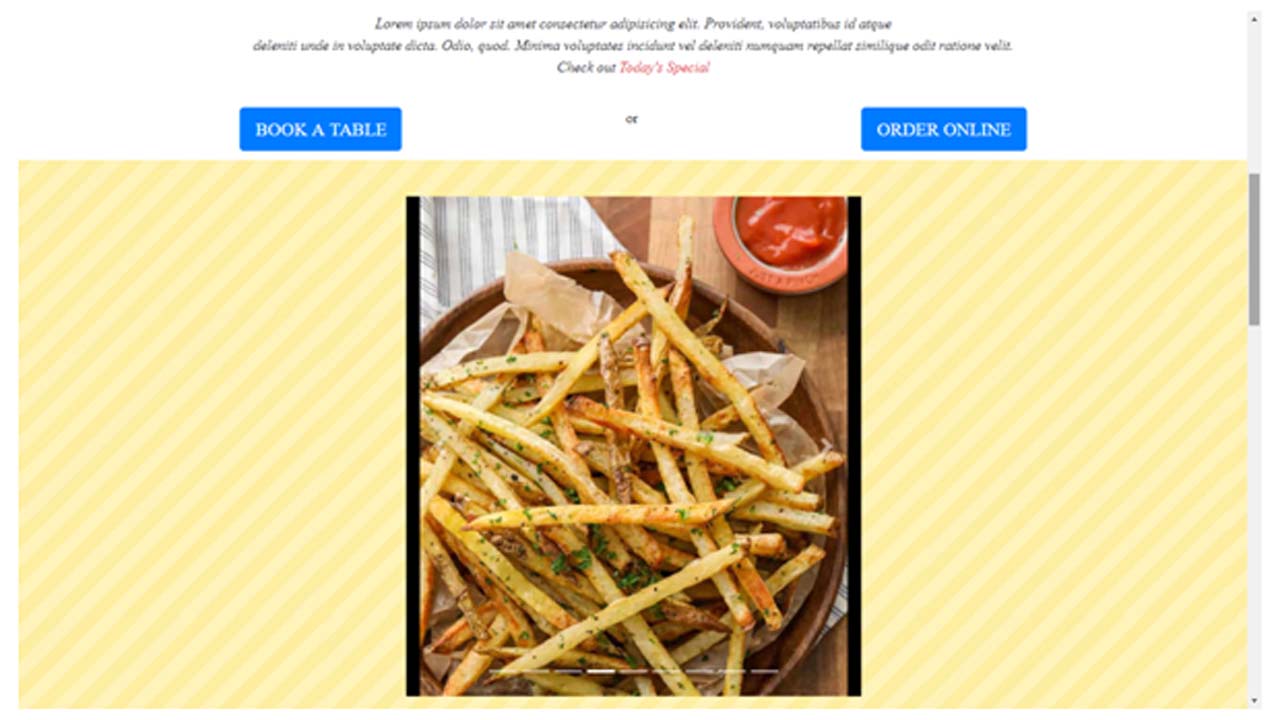 Lorem ipsum dolor sit amet consectetur adipisicing elit. Provident, voluptatibus id atque
deleniti unde in voluptate dicta. Odio, quod. Minima voluptates incidunt vel deleniti numquam repellat similique odit ratione velit.
Check out Today's Special
BOOK A TABLE
or
ORDER ONLINE